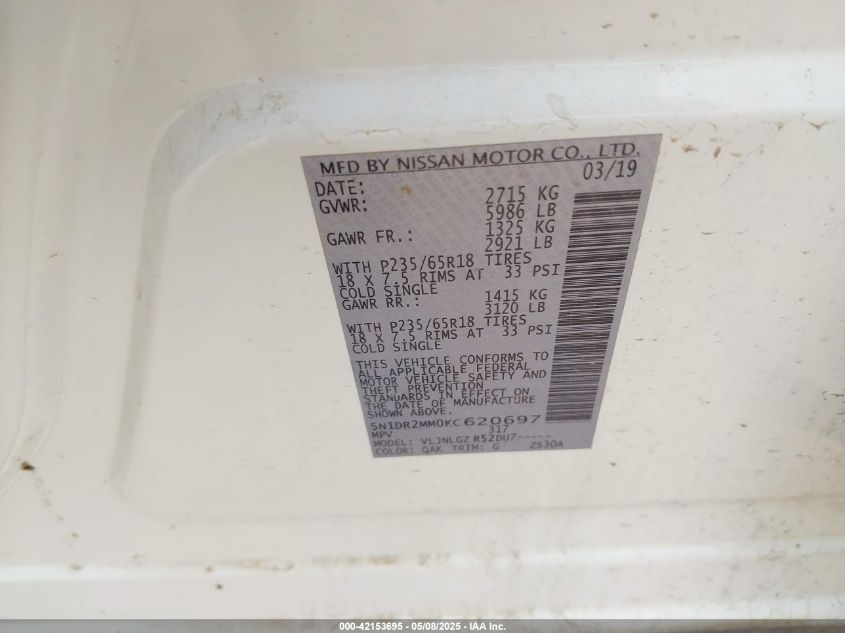 MFD BY NISSAN MOTOR CO., LTD.
DATE: 03/19
GVWR: 2715 KG
5986 LB
GAWR FR.: 1325 KG
2921 LB
WITH P235/65R18 TIRES
18 X 7.5 RIMS AT 33 PSI
COLD SINGLE
GAWR RR.: 1415 KG
3120 LB
WITH P235/65R18 TIRES
18 X 7.5 RIMS AT 33 PSI
COLD SINGLE
THIS VEHICLE CONFORMS TO
ALL APPLICABLE FEDERAL
MOTOR VEHICLE SAFETY AND
THEFT PREVENTION
STANDARDS IN EFFECT ON
THE DATE OF MANUFACTURE
SHOWN ABOVE.
5N1DR2MM0KC 620697
MPV 317
MODEL: VLJNLGZ R52DU7-----
COLOR: QAK TRIM: G ZS30A
000-42153695 - 05/08/2025 - IAA Inc.